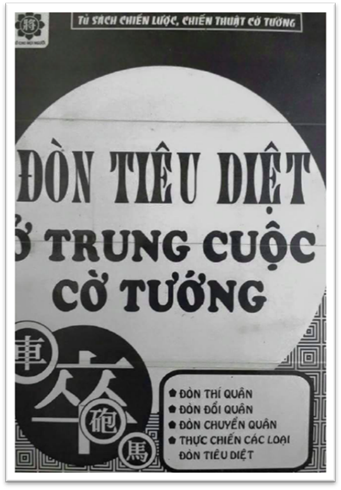 TỦ SÁCH CHIẾN LƯỢC, CHIẾN THUẬT CỜ TƯỚNG
ĐÒN TIÊU DIỆT
Ở TRUNG CUỘC
CỜ TƯỚNG
車
卒
砲
馬
ĐÒN THÍ QUÂN
ĐÒN ĐỔI QUÂN
ĐÒN CHUYỂN QUÂN
THỰC CHIẾN CÁC LOẠI
ĐÒN TIÊU DIỆT